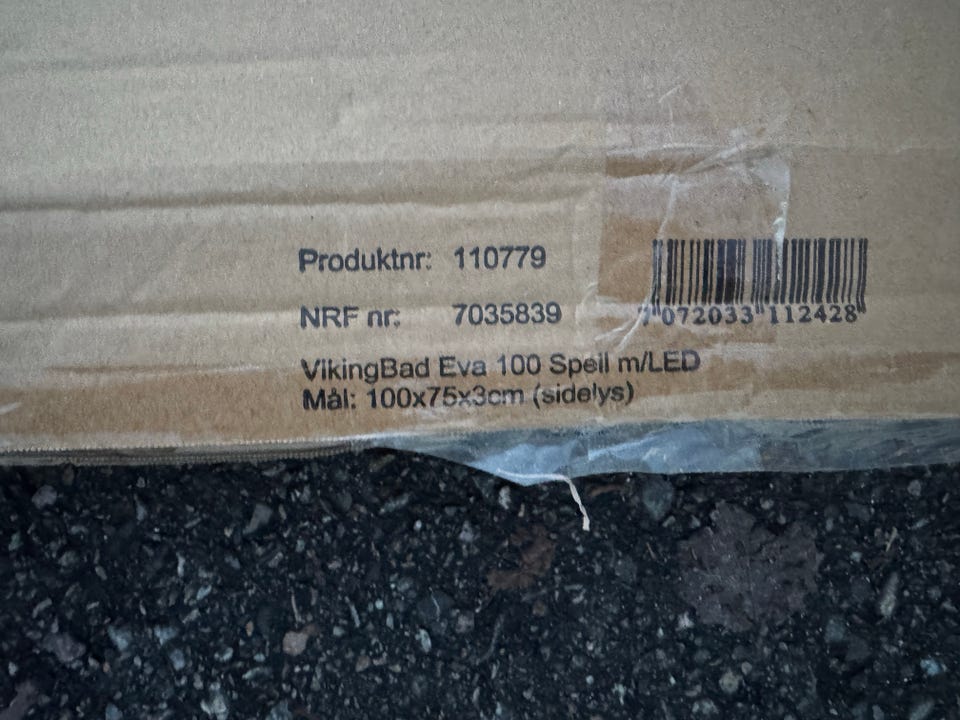 Produktnr: 110779
NRF nr: 7035839
7"072033"112428"
VikingBad Eva 100 Speil m/LED
Mål: 100x75x3cm (sidelys)